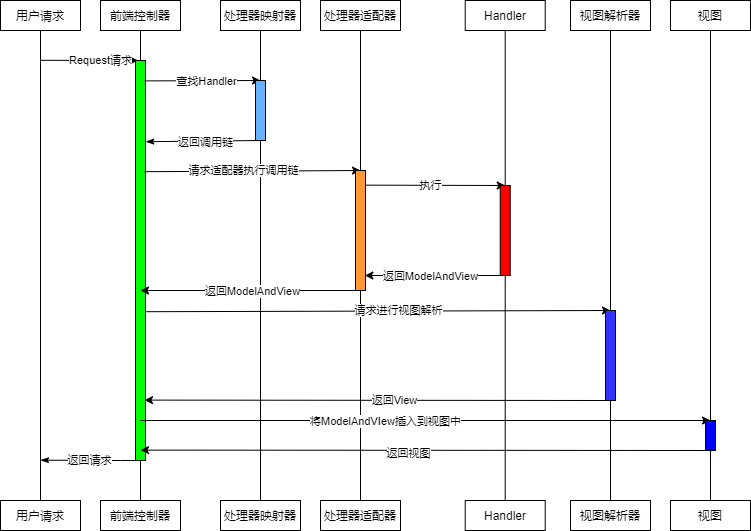 用户请求
前端控制器
处理器映射器
处理器适配器
Handler
视图解析器
视图
Request请求
查找Handler
返回调用链
请求适配器执行调用链
执行
返回ModelAndView
返回ModelAndView
请求进行视图解析
返回View
将ModelAndVIew插入到视图中
返回视图
返回请求
用户请求
前端控制器
处理器映射器
处理器适配器
Handler
视图解析器
视图